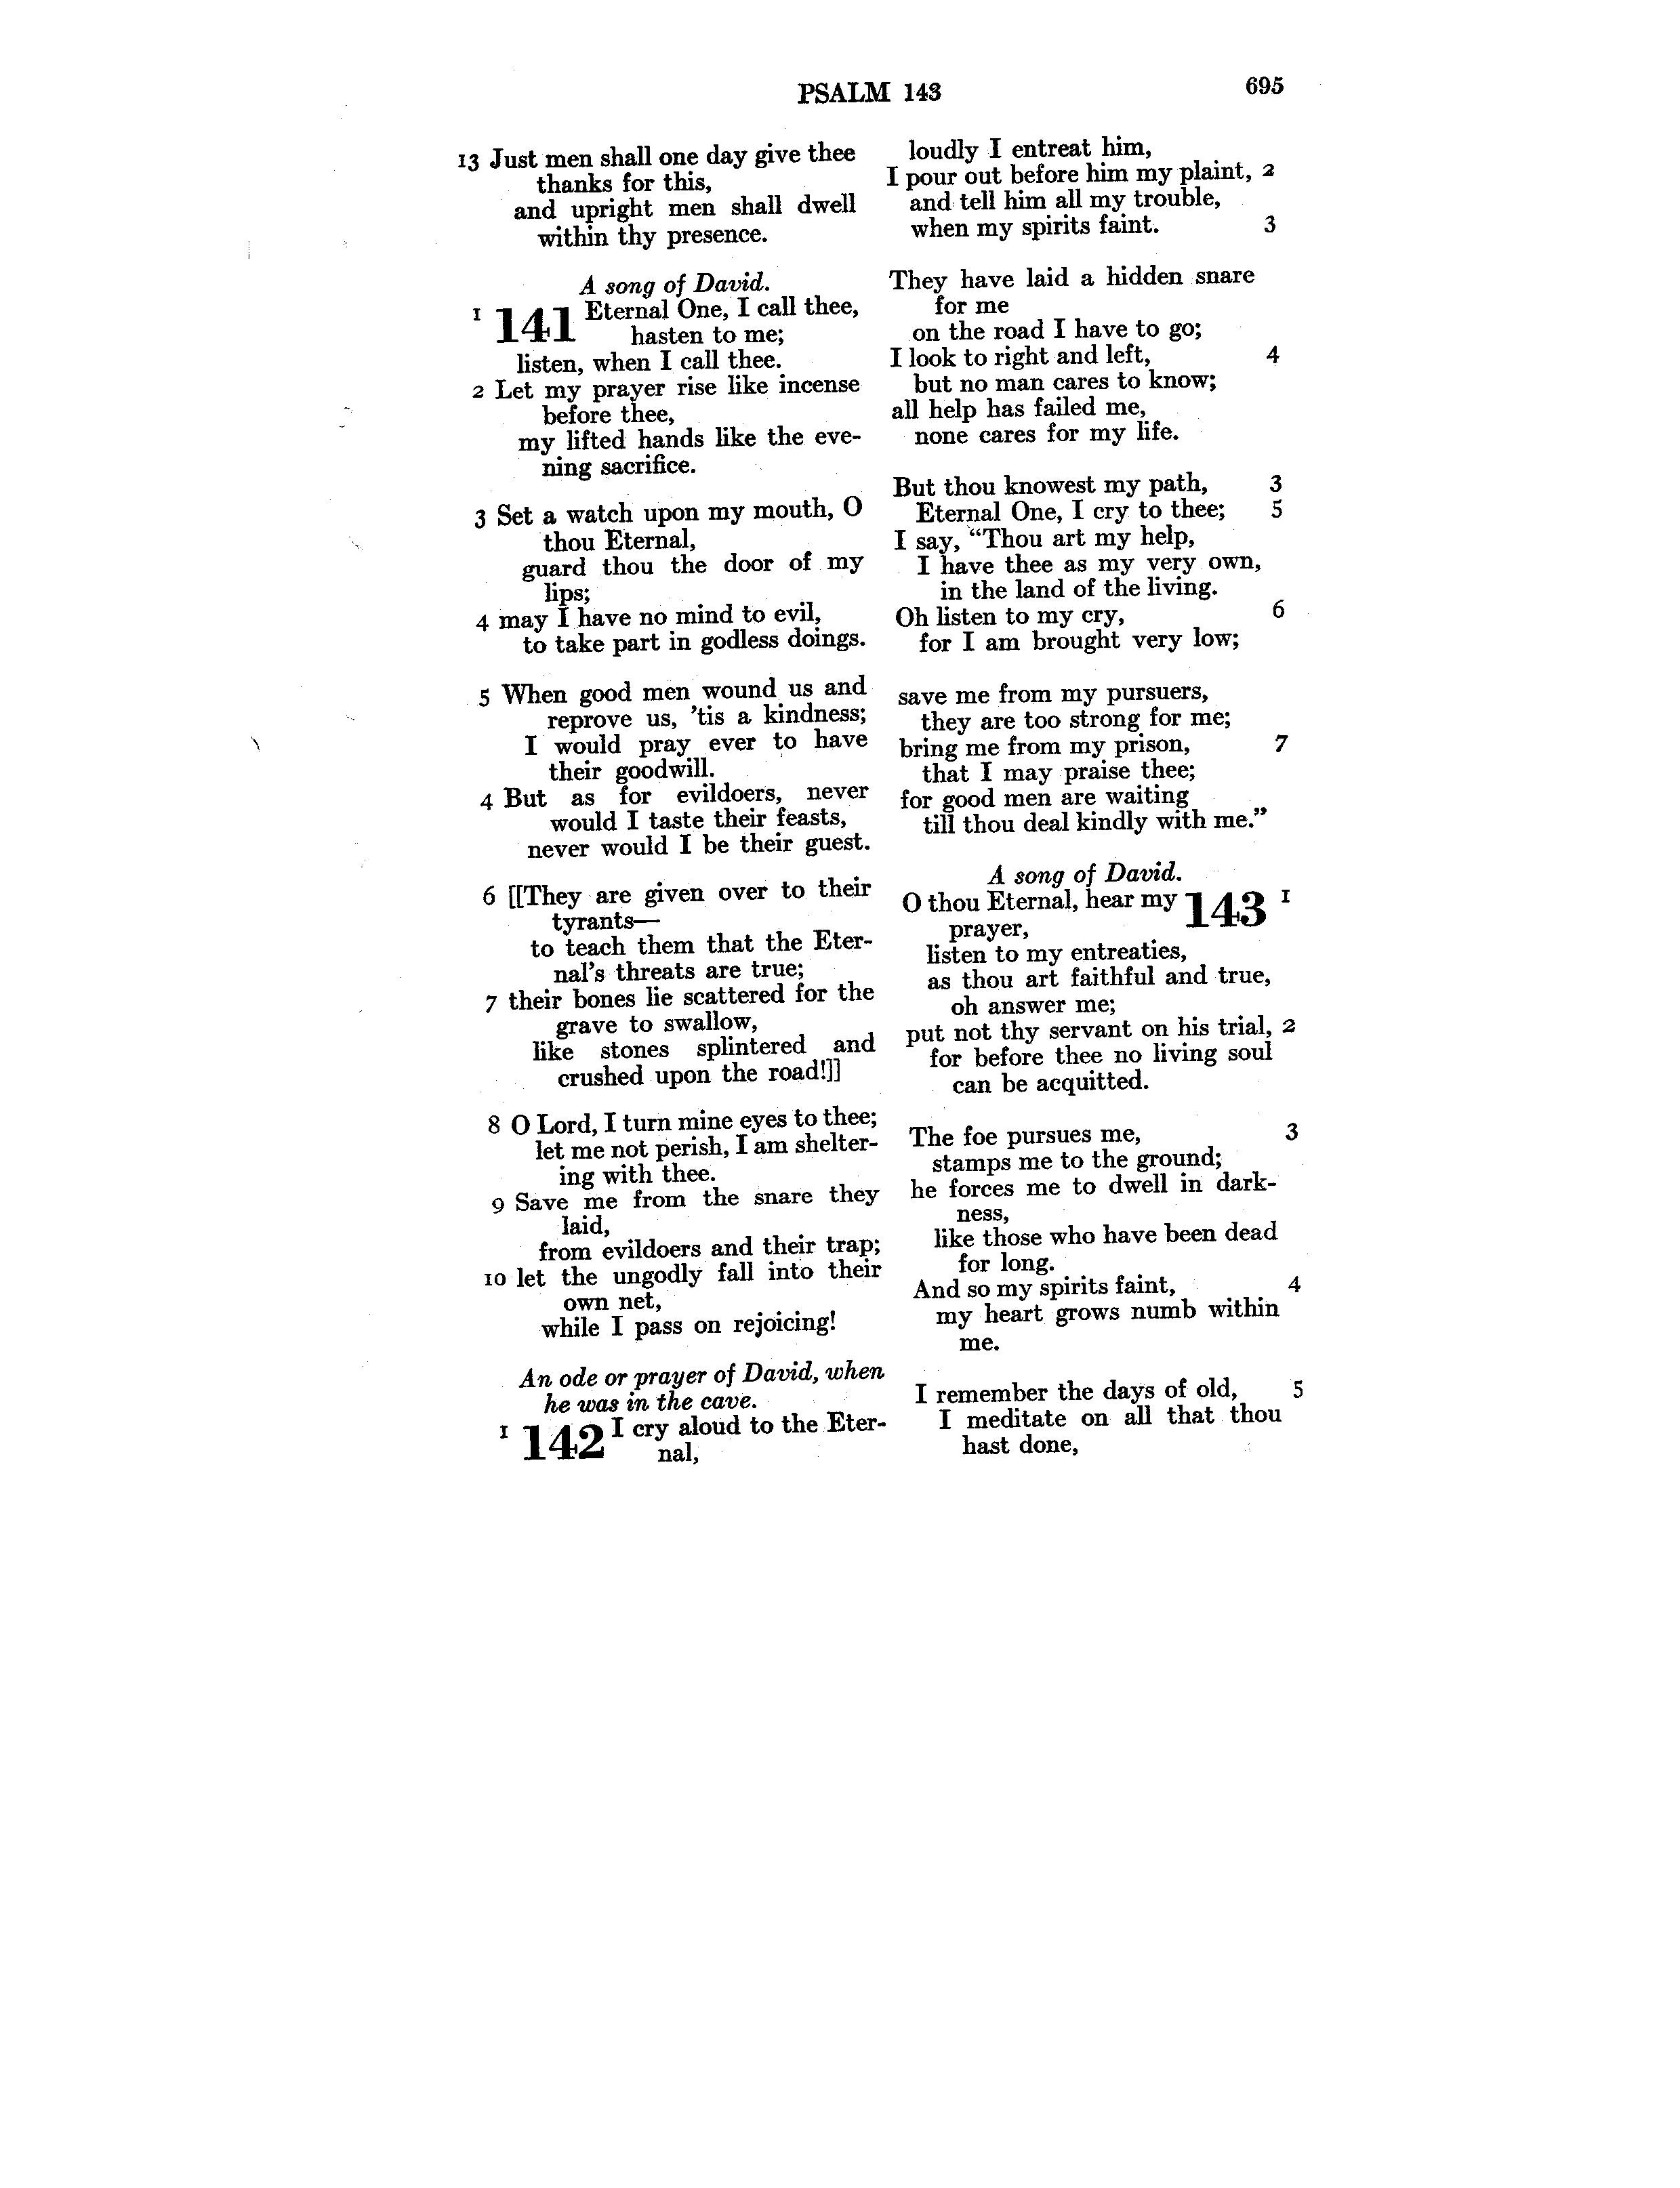 PSALM 143
695
13 Just men shall one day give thee
thanks for this,
and upright men shall dwell
within thy presence.
A song of David.
1 141 Eternal One, I call thee,
hasten to me;
listen, when I call thee.
2 Let my prayer rise like incense
before thee,
my lifted hands like the eve-
ning sacrifice.
3 Set a watch upon my mouth, O
thou Eternal,
guard thou the door of my
lips;
4 may I have no mind to evil,
to take part in godless doings.
5 When good men wound us and
reprove us, 'tis a kindness;
I would pray ever to have
their goodwill.
4 But as for evildoers, never
would I taste their feasts,
never would I be their guest.
6 [[They are given over to their
tyrants—
to teach them that the Eter-
nal's threats are true;
7 their bones lie scattered for the
grave to swallow,
like stones splintered and
crushed upon the road!]]
8 O Lord, I turn mine eyes to thee;
let me not perish, I am shelter-
ing with thee.
9 Save me from the snare they
laid,
from evildoers and their trap;
10 let the ungodly fall into their
own net,
while I pass on rejoicing!
An ode or prayer of David, when
he was in the cave.
1 142 I cry aloud to the Eter-
nal,
loudly I entreat him,
I pour out before him my plaint, 2
and tell him all my trouble,
when my spirits faint. 3
They have laid a hidden snare
for me
on the road I have to go;
I look to right and left, 4
but no man cares to know;
all help has failed me,
none cares for my life.
But thou knowest my path, 3
Eternal One, I cry to thee; 5
I say, "Thou art my help,
I have thee as my very own,
in the land of the living.
Oh listen to my cry, 6
for I am brought very low;
save me from my pursuers,
they are too strong for me;
bring me from my prison, 7
that I may praise thee;
for good men are waiting
till thou deal kindly with me."
A song of David.
O thou Eternal, hear my 143 1
prayer,
listen to my entreaties,
as thou art faithful and true,
oh answer me;
put not thy servant on his trial, 2
for before thee no living soul
can be acquitted.
The foe pursues me, 3
stamps me to the ground;
he forces me to dwell in dark-
ness,
like those who have been dead
for long.
And so my spirits faint, 4
my heart grows numb within
me.
I remember the days of old, 5
I meditate on all that thou
hast done,